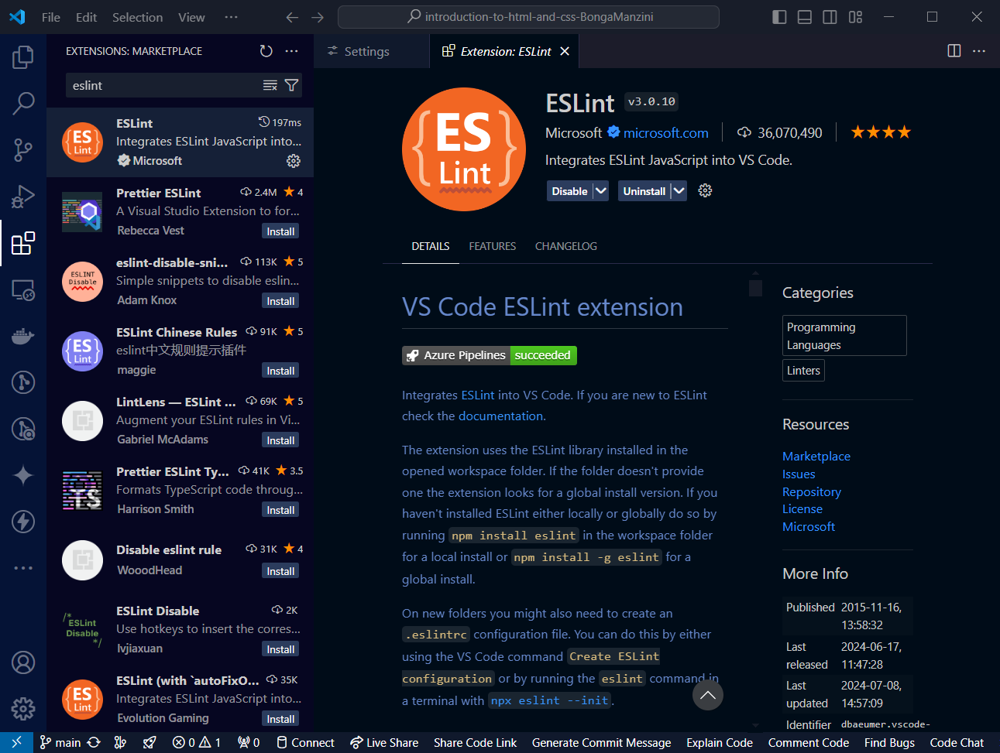 File Edit Selection View ···
introduction-to-html-and-css-BongaManzini
EXTENSIONS: MARKETPLACE
eslint
ESLint 197ms
Integrates ESLint JavaScript into...
Microsoft
Prettier ESLint 2.4M 4
A Visual Studio Extension to for...
Rebecca Vest Install
eslint-disable-sni... 113K 5
Simple snippets to disable eslin...
Adam Knox Install
ESLint Chinese Rules 91K 5
eslint中文规则提示插件
maggie Install
LintLens — ESLint ... 69K 5
Augment your ESLint rules in Vi...
Gabriel McAdams Install
Prettier ESLint Ty... 41K 3.5
Formats TypeScript code throug...
Harrison Smith Install
Disable eslint rule 31K 4
WooodHead Install
ESLint Disable 2K
Use hotkeys to insert the corres...
lvjiaxuan Install
ESLint (with `autoFixO... 35K
Integrates ESLint JavaScript into...
Evolution Gaming Install
{ES}
Lint
ESLINT
Disable
{ES}
Lint
TS
/*
ESLint
Disable
*/
{ES}
Lint
Settings
Extension: ESLint
{ES}
Lint
ESLint v3.0.10
Microsoft microsoft.com 36,070,490
Integrates ESLint JavaScript into VS Code.
Disable Uninstall
DETAILS FEATURES CHANGELOG
VS Code ESLint extension
Azure Pipelines succeeded
Integrates ESLint into VS Code. If you are new to ESLint
check the documentation.
The extension uses the ESLint library installed in the
opened workspace folder. If the folder doesn't provide
one the extension looks for a global install version. If you
haven't installed ESLint either locally or globally do so by
running npm install eslint in the workspace folder
for a local install or npm install -g eslint for a
global install.
On new folders you might also need to create an
.eslintrc configuration file. You can do this by either
using the VS Code command Create ESLint
configuration or by running the eslint command in
a terminal with npx eslint --init.
Categories
Programming
Languages
Linters
Resources
Marketplace
Issues
Repository
License
Microsoft
More Info
Published 2015-11-16,
13:58:32
Last 2024-06-17,
released 11:47:28
Last 2024-07-08,
updated 14:57:09
Identifier dbaeumer.vscode-
main 0 1 0 Connect Live Share Share Code Link Generate Commit Message Explain Code Comment Code Find Bugs Code Chat